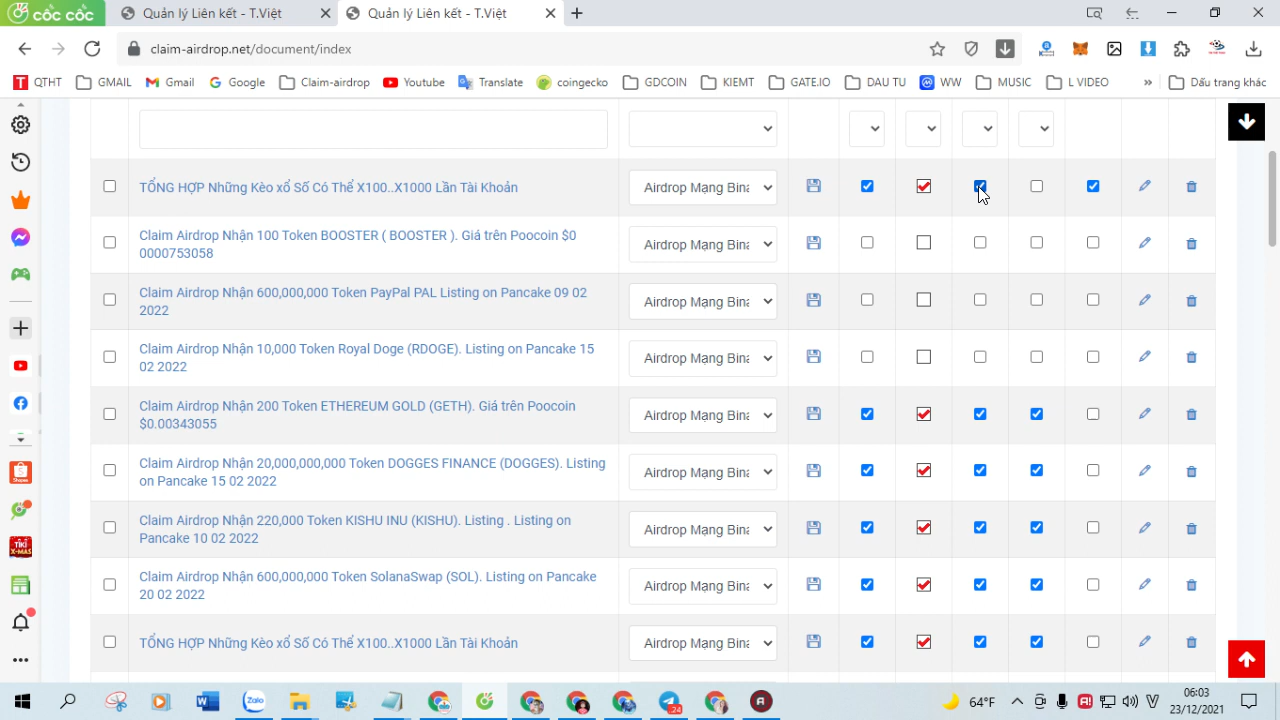 cốc cốc
Quản lý kết - T.Việt
Quản lý kết - T.Việt
claim-airdrop.net/document/index
QTHT
GMAIL
Gmail
Google
Claim-airdrop
Youtube
Translate
coingecko
GDCOIN
KIEMT
GATE.IO
DAU TU
WW
MUSIC
L VIDEO
»
Dấu trang khác
TỔNG HỢP Những Kèo xổ Số Có Thể X100..X1000 Lần Tài Khoản
Airdrop Mạng Bina
Claim Airdrop Nhận 100 Token BOOSTER ( BOOSTER ). Giá trên Poocoin $0
0000753058
Airdrop Mạng Bina
Claim Airdrop Nhận 600,000,000 Token PayPal PAL Listing on Pancake 09 02
2022
Airdrop Mạng Bina
Claim Airdrop Nhận 10,000 Token Royal Doge (RDOGE). Listing on Pancake 15
02 2022
Airdrop Mạng Bina
Claim Airdrop Nhận 200 Token ETHEREUM GOLD (GETH). Giá trên Poocoin
$0.00343055
Airdrop Mạng Bina
Claim Airdrop Nhận 20,000,000,000 Token DOGGES FINANCE (DOGGES). Listing
on Pancake 15 02 2022
Airdrop Mạng Bina
Claim Airdrop Nhận 220,000 Token KISHU INU (KISHU). Listing . Listing on
Pancake 10 02 2022
Airdrop Mạng Bina
Claim Airdrop Nhận 600,000,000 Token SolanaSwap (SOL). Listing on Pancake
20 02 2022
Airdrop Mạng Bina
TỔNG HỢP Những Kèo xổ Số Có Thể X100..X1000 Lần Tài Khoản
Airdrop Mạng Bina
Shopee
TIKI
X-MAS
Zalo
24
64°F
06:03
23/12/2021